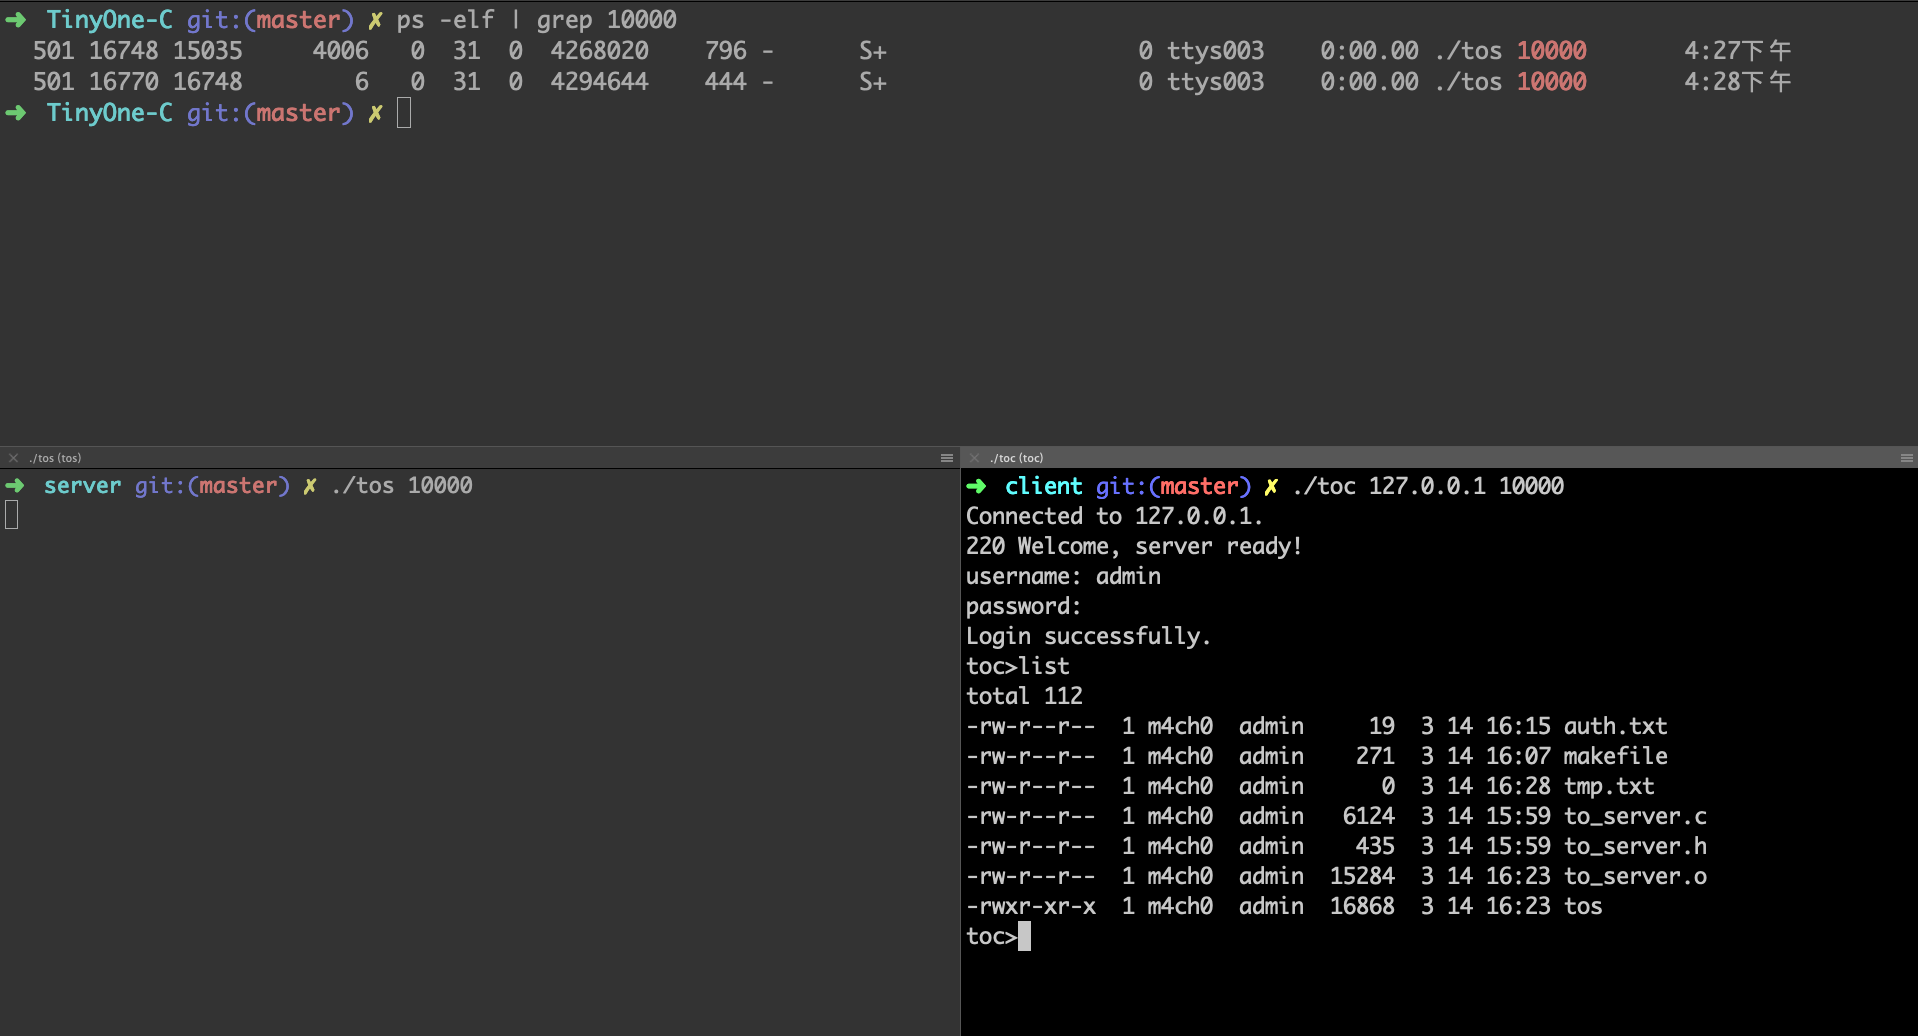 ➜ TinyOne-C git:(master) ✗ ps -elf | grep 10000
501 16748 15035 4006 0 31 0 4268020 796 - S+ 0 ttys003 0:00.00 ./tos 10000 4:27下午
501 16770 16748 6 0 31 0 4294644 444 - S+ 0 ttys003 0:00.00 ./tos 10000 4:28下午
➜ TinyOne-C git:(master) ✗
./tos (tos)
➜ server git:(master) ✗ ./tos 10000
./toc (toc)
➜ client git:(master) ✗ ./toc 127.0.0.1 10000
Connected to 127.0.0.1.
220 Welcome, server ready!
username: admin
password:
Login successfully.
toc>list
total 112
-rw-r--r-- 1 m4ch0 admin 19 3 14 16:15 auth.txt
-rw-r--r-- 1 m4ch0 admin 271 3 14 16:07 makefile
-rw-r--r-- 1 m4ch0 admin 0 3 14 16:28 tmp.txt
-rw-r--r-- 1 m4ch0 admin 6124 3 14 15:59 to_server.c
-rw-r--r-- 1 m4ch0 admin 435 3 14 15:59 to_server.h
-rw-r--r-- 1 m4ch0 admin 15284 3 14 16:23 to_server.o
-rwxr-xr-x 1 m4ch0 admin 16868 3 14 16:23 tos
toc>